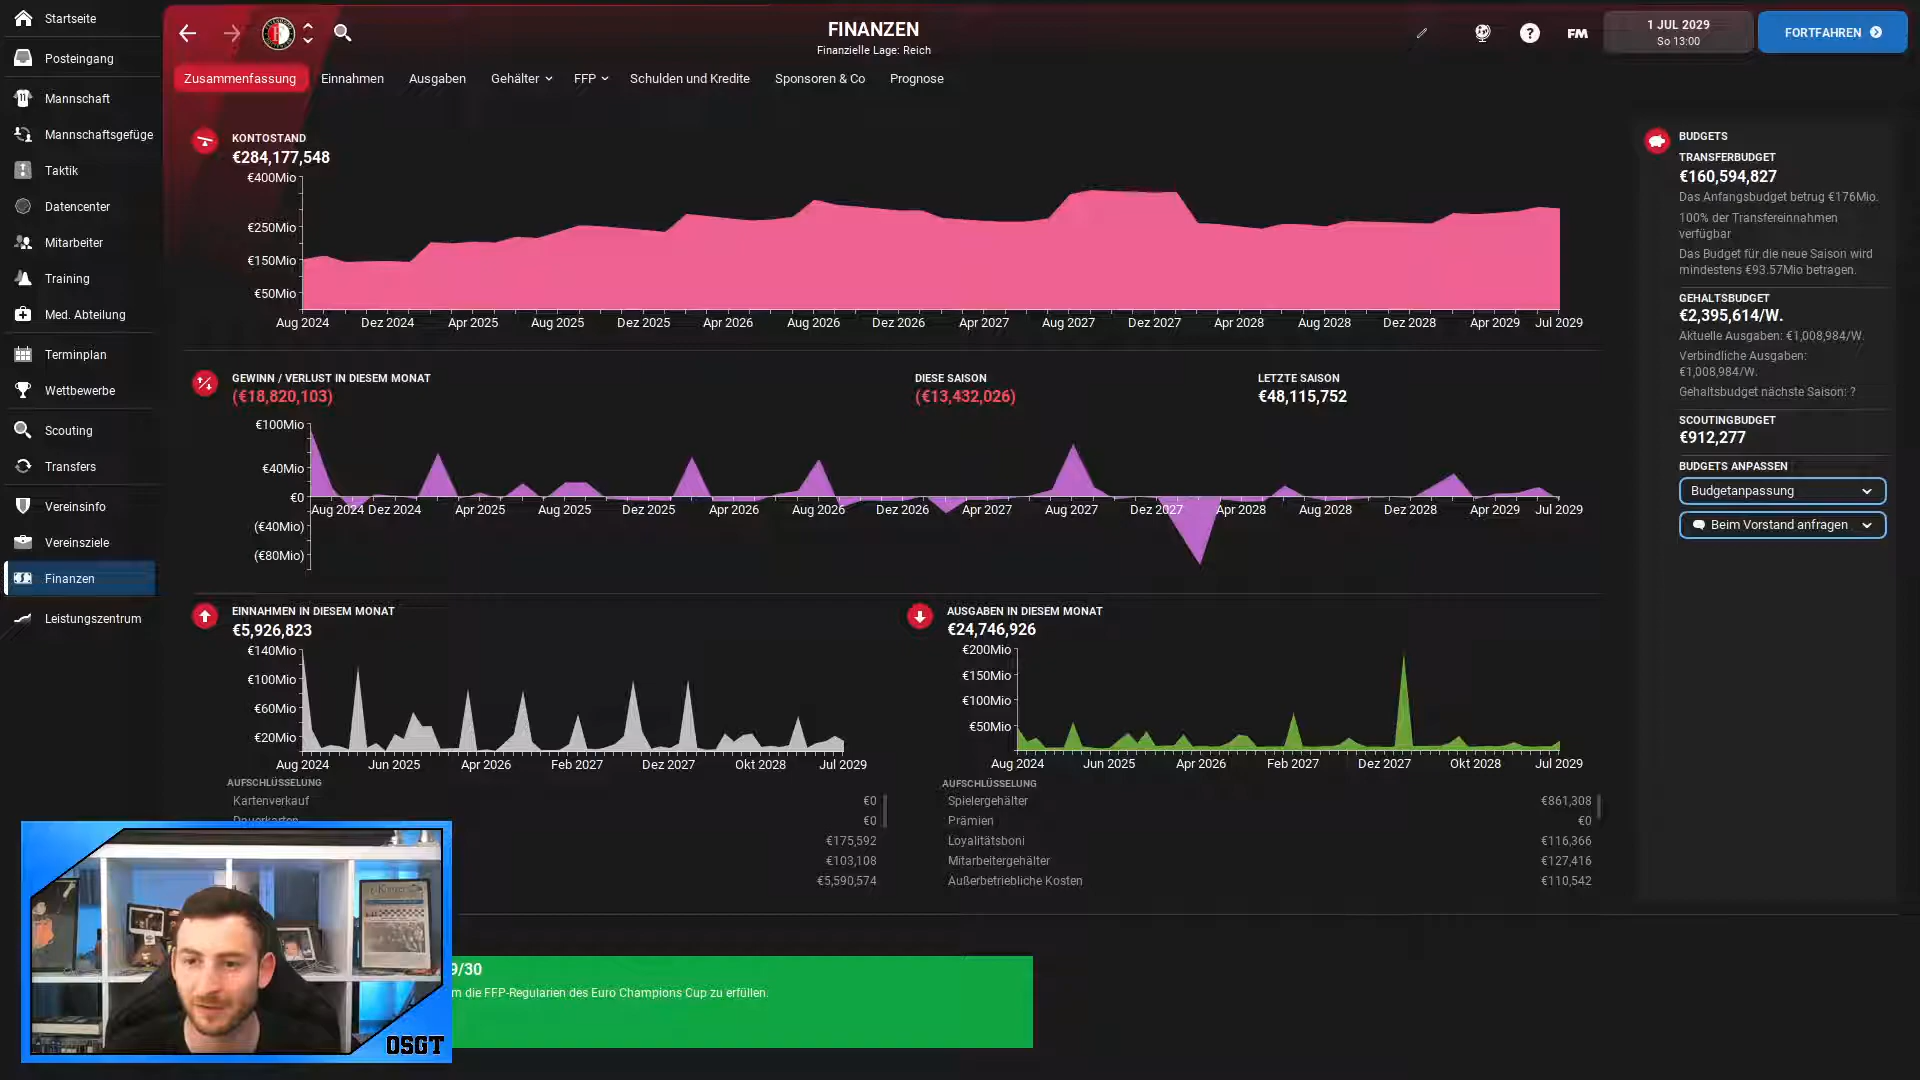 Startseite
Posteingang
Mannschaft
Mannschaftsgefüge
Taktik
Datencenter
Mitarbeiter
Training
Med. Abteilung
Terminplan
Wettbewerbe
Scouting
Transfers
Vereinsinfo
Vereinsziele
Finanzen
Leistungszentrum
FINANZEN
Finanzielle Lage: Reich
FM
1 JUL 2029
So 13:00
FORTFAHREN
Zusammenfassung Einnahmen Ausgaben Gehälter FFP Schulden und Kredite Sponsoren & Co Prognose
KONTOSTAND
€284,177,548
€400Mio
€250Mio
€150Mio
€50Mio
Aug 2024 Dez 2024 Apr 2025 Aug 2025 Dez 2025 Apr 2026 Aug 2026 Dez 2026 Apr 2027 Aug 2027 Dez 2027 Apr 2028 Aug 2028 Dez 2028 Apr 2029 Jul 2029
GEWINN / VERLUST IN DIESEM MONAT
(€18,820,103)
DIESE SAISON
(€13,432,026)
LETZTE SAISON
€48,115,752
€100Mio
€40Mio
€0
(€40Mio)
(€80Mio)
Aug 2024 Dez 2024 Apr 2025 Aug 2025 Dez 2025 Apr 2026 Aug 2026 Dez 2026 Apr 2027 Aug 2027 Dez 2027 Apr 2028 Aug 2028 Dez 2028 Apr 2029 Jul 2029
EINNAHMEN IN DIESEM MONAT
€5,926,823
€140Mio
€100Mio
€60Mio
€20Mio
Aug 2024 Jun 2025 Apr 2026 Feb 2027 Dez 2027 Okt 2028 Jul 2029
AUFSCHLÜSSELUNG
Kartenverkauf €0
Dauerkarten €0
€175,592
€103,108
€5,590,574
AUSGABEN IN DIESEM MONAT
€24,746,926
€200Mio
€150Mio
€100Mio
€50Mio
Aug 2024 Jun 2025 Apr 2026 Feb 2027 Dez 2027 Okt 2028 Jul 2029
AUFSCHLÜSSELUNG
Spielergehälter €861,308
Prämien €0
Loyalitätsboni €116,366
Mitarbeitergehälter €127,416
Außerbetriebliche Kosten €110,542
BUDGETS
TRANSFERBUDGET
€160,594,827
Das Anfangsbudget betrug €176Mio.
100% der Transfereinnahmen
verfügbar
Das Budget für die neue Saison wird
mindestens €93.57Mio betragen.
GEHALTSBUDGET
€2,395,614/W.
Aktuelle Ausgaben: €1,008,984/W.
Verbindliche Ausgaben:
€1,008,984/W.
Gehaltsbudget nächste Saison: ?
SCOUTINGBUDGET
€912,277
BUDGETS ANPASSEN
Budgetanpassung
Beim Vorstand anfragen
9/30
m die FFP-Regularien des Euro Champions Cup zu erfüllen.
OSGT